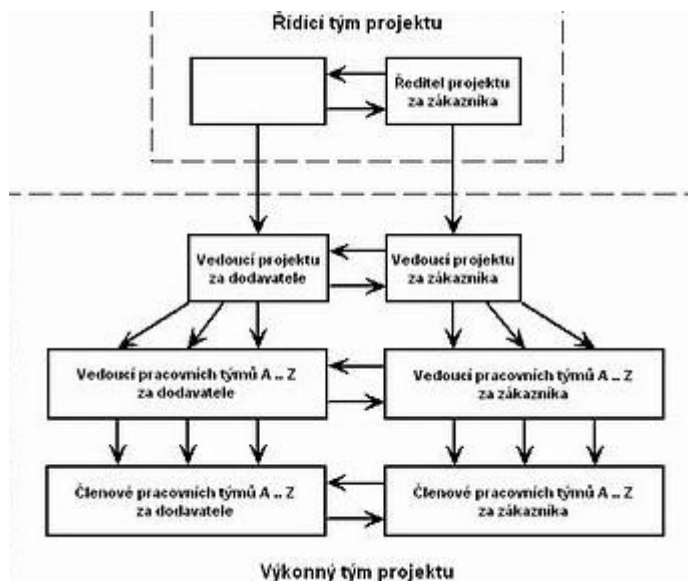 Řídící tým projektu
Ředitel projektu
za zákazníka
Vedoucí projektu
za dodavatele
Vedoucí projektu
za zákazníka
Vedoucí pracovních týmů A .. Z
za dodavatele
Vedoucí pracovních týmů A .. Z
za zákazníka
Členové pracovních týmů A .. Z
za dodavatele
Členové pracovních týmů A .. Z
za zákazníka
Výkonný tým projektu